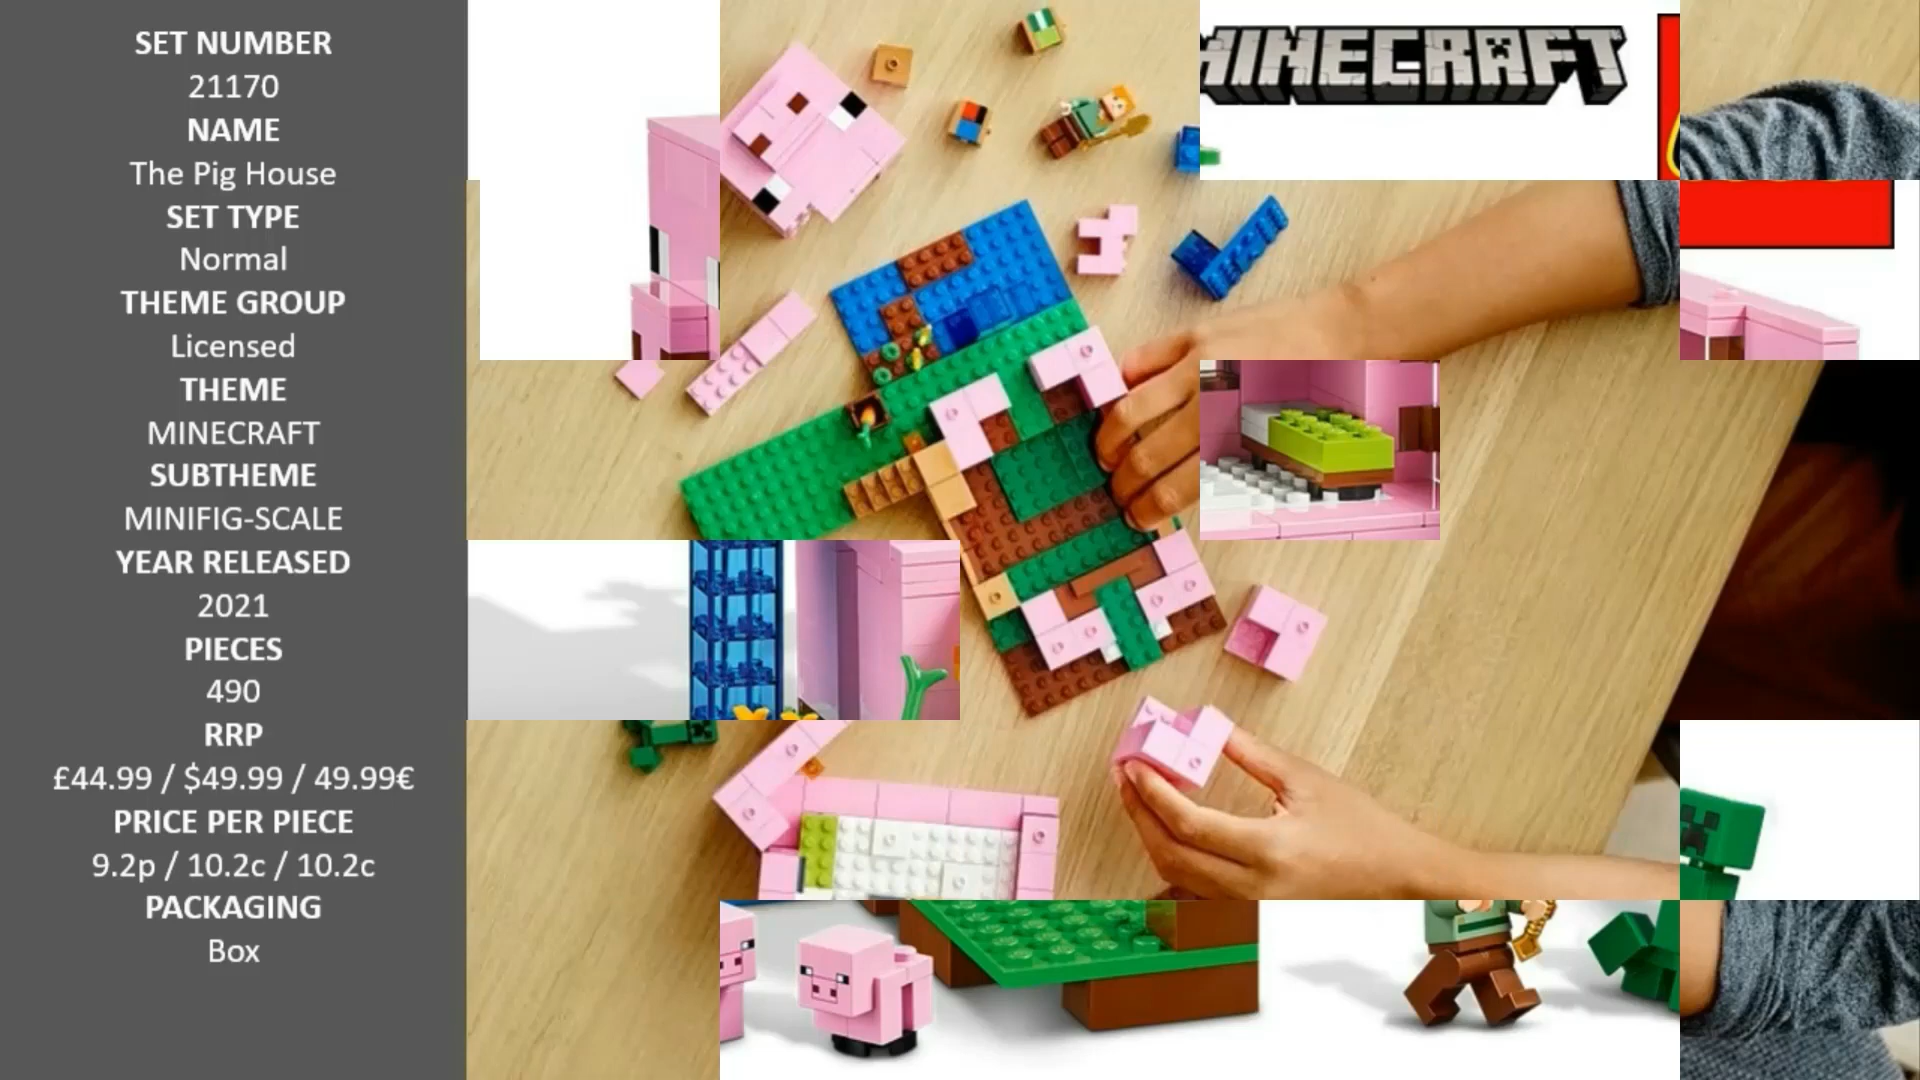 SET NUMBER
21170
NAME
The Pig House
SET TYPE
Normal
THEME GROUP
Licensed
THEME
MINECRAFT
SUBTHEME
MINIFIG-SCALE
YEAR RELEASED
2021
PIECES
490
RRP
£44.99 / $49.99 / 49.99€
PRICE PER PIECE
9.2p / 10.2c / 10.2c
PACKAGING
Box
MINECRAFT